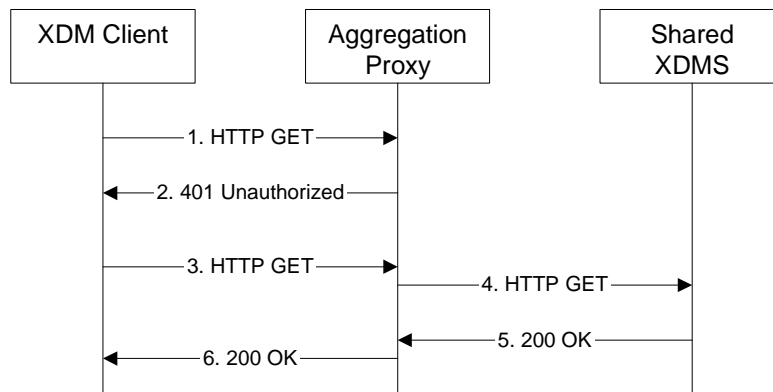 XDM Client
Aggregation
Proxy
Shared
XDMS
1. HTTP GET
2. 401 Unauthorized
3. HTTP GET
4. HTTP GET
5. 200 OK
6. 200 OK